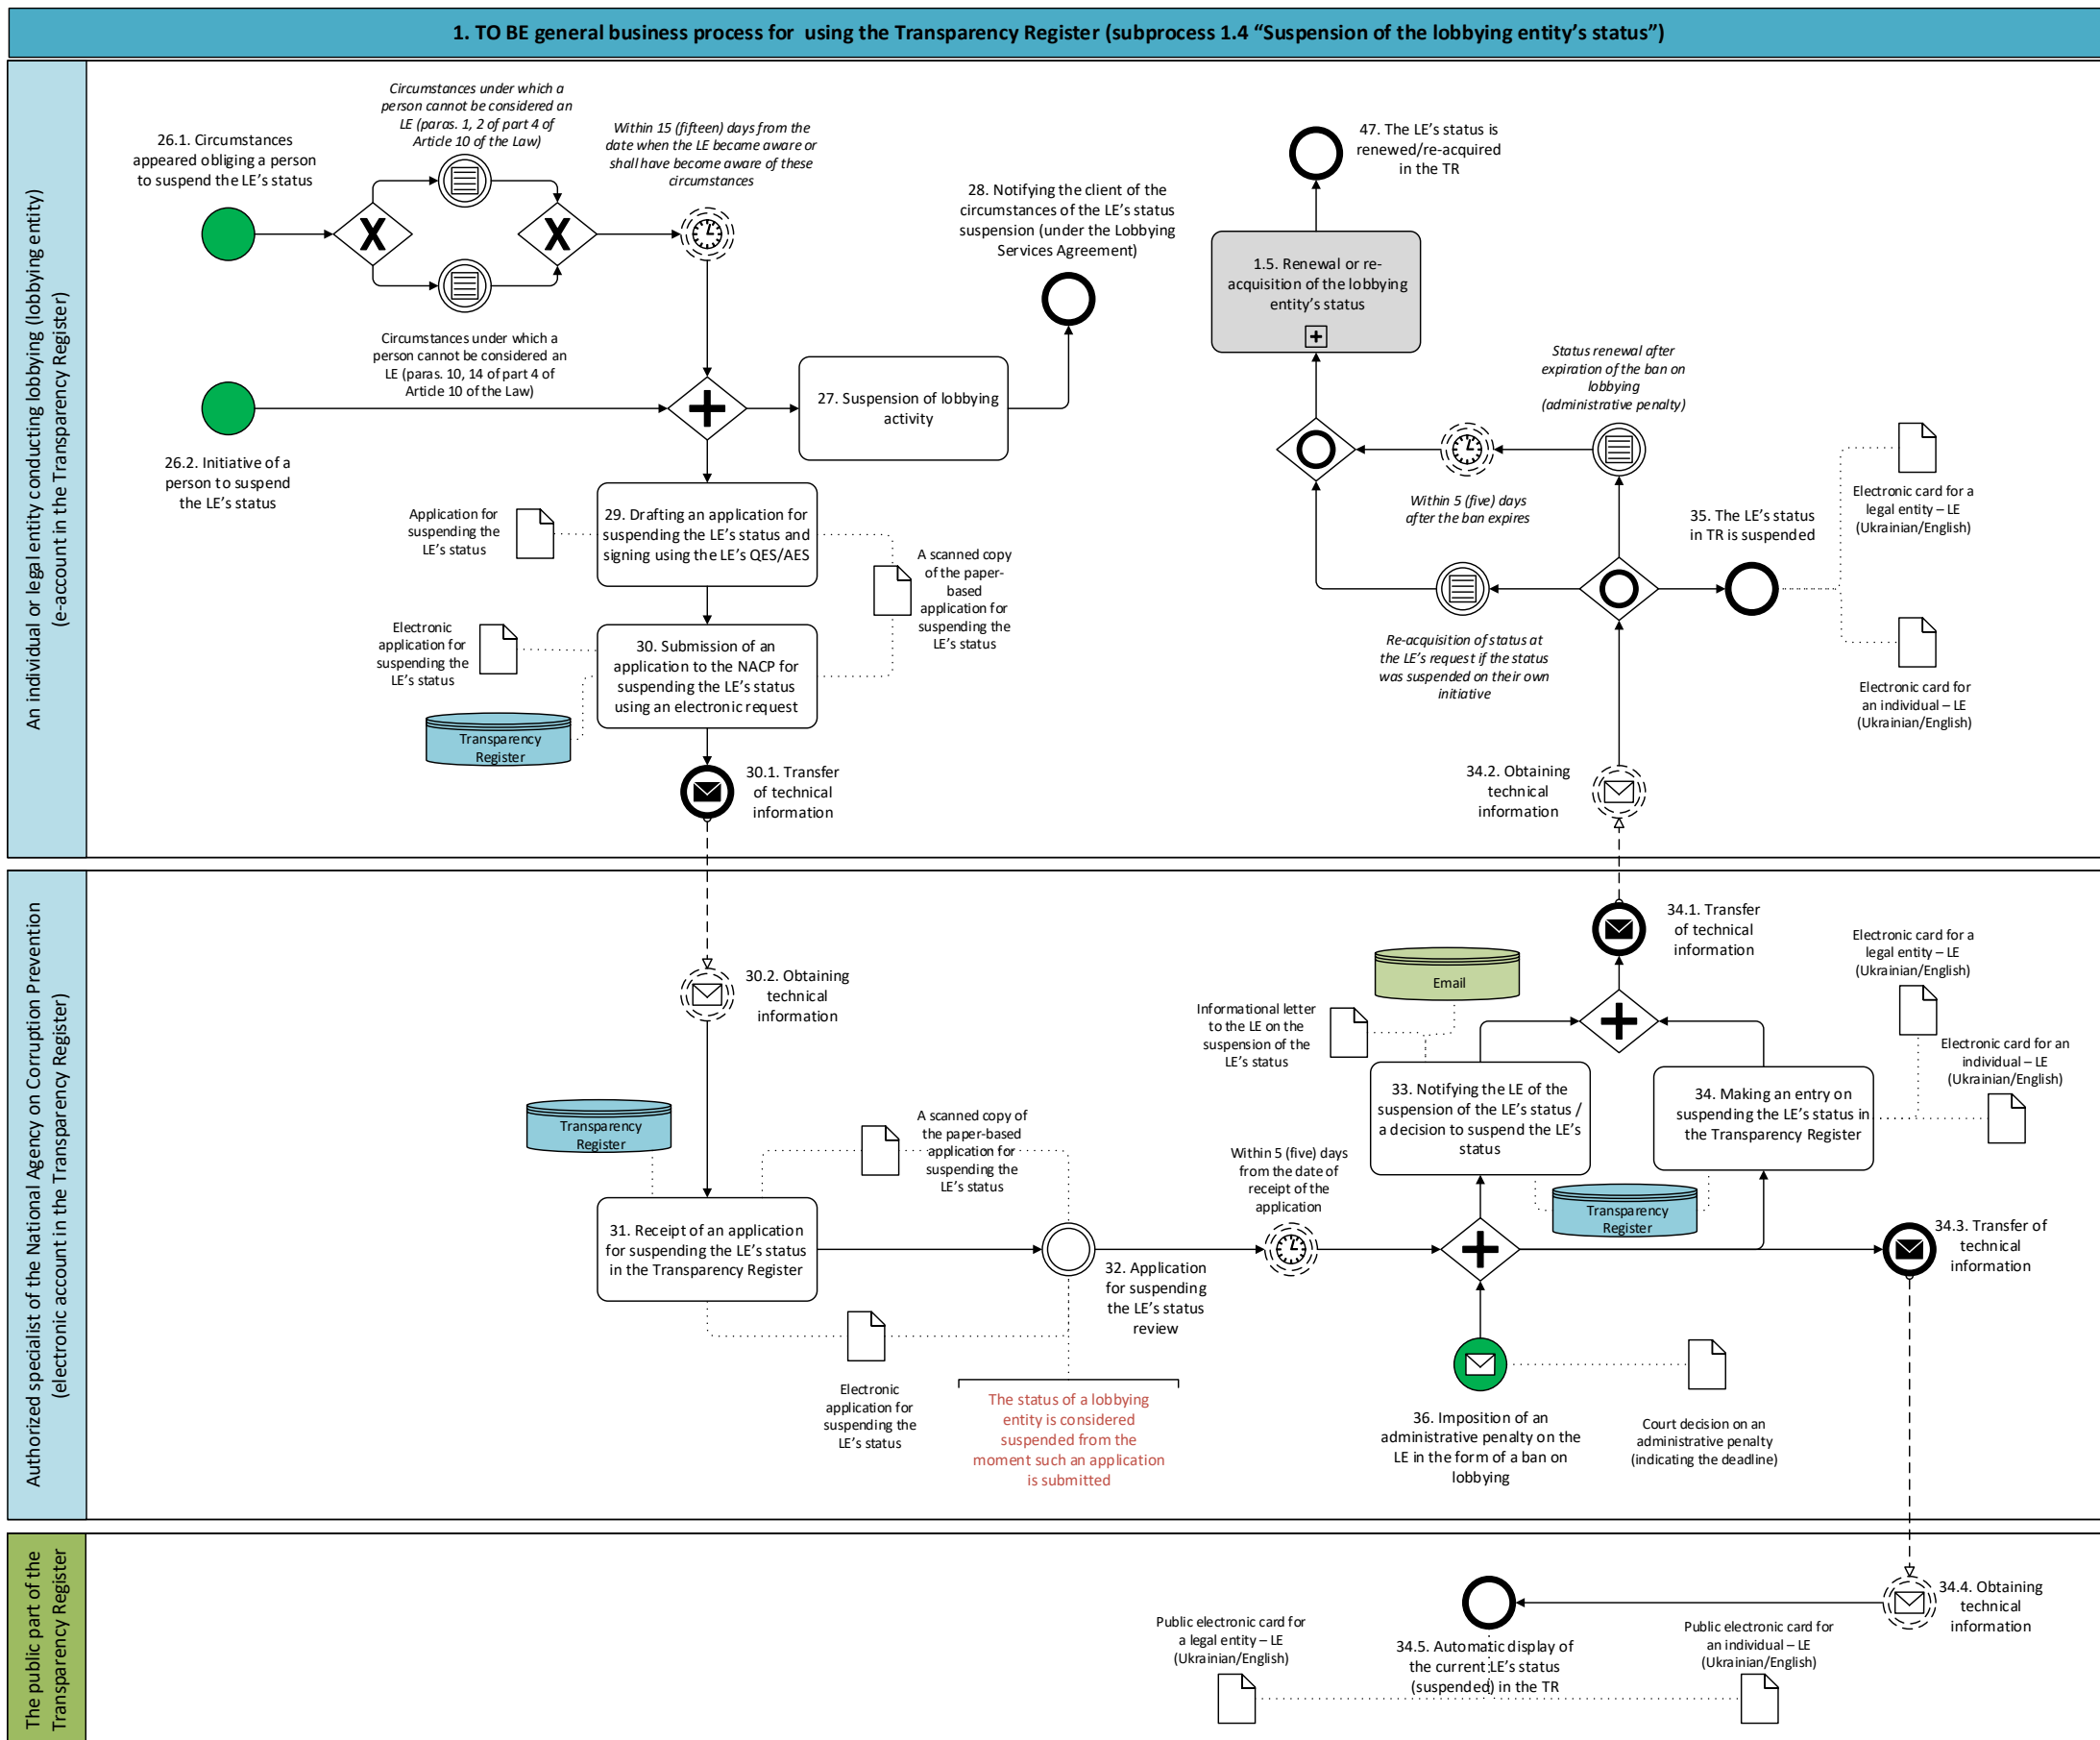 1. TO BE general business process for using the Transparency Register (subprocess 1.4 “Suspension of the lobbying entity’s status”)
An individual or legal entity conducting lobbying (lobbying entity)
(e-account in the Transparency Register)
26.1. Circumstances
appeared obliging a person
to suspend the LE’s status
Circumstances under which a
person cannot be considered an
LE (paras. 1, 2 of part 4 of
Article 10 of the Law)
Within 15 (fifteen) days from the
date when the LE became aware or
shall have become aware of these
circumstances
Circumstances under which a
person cannot be considered an
LE (paras. 10, 14 of part 4 of
Article 10 of the Law)
26.2. Initiative of a
person to suspend
the LE’s status
28. Notifying the client of the
circumstances of the LE’s status
suspension (under the Lobbying
Services Agreement)
27. Suspension of lobbying
activity
Application for
suspending the
LE’s status
29. Drafting an application for
suspending the LE’s status and
signing using the LE’s QES/AES
A scanned copy
of the paper-
based
application for
suspending the
LE’s status
Electronic
application for
suspending the
LE’s status
30. Submission of an
application to the NACP for
suspending the LE’s status
using an electronic request
Transparency
Register
30.1. Transfer
of technical
information
47. The LE’s status is
renewed/re-acquired
in the TR
1.5. Renewal or re-
acquisition of the lobbying
entity’s status
Status renewal after
expiration of the ban on
lobbying
(administrative penalty)
Within 5 (five) days
after the ban expires
35. The LE’s status
in TR is suspended
Electronic card for a
legal entity – LE
(Ukrainian/English)
Re-acquisition of status at
the LE’s request if the status
was suspended on their own
initiative
Electronic card for
an individual – LE
(Ukrainian/English)
34.2. Obtaining
technical
information
Authorized specialist of the National Agency on Corruption Prevention
(electronic account in the Transparency Register)
30.2. Obtaining
technical
information
Transparency
Register
A scanned copy of
the paper-based
application for
suspending the
LE’s status
31. Receipt of an application
for suspending the LE’s status
in the Transparency Register
Electronic
application for
suspending the
LE’s status
32. Application
for suspending
the LE’s status
review
The status of a lobbying
entity is considered
suspended from the
moment such an application
is submitted
Within 5 (five) days
from the date of
receipt of the
application
Informational letter
to the LE on the
suspension of the
LE’s status
Email
34.1. Transfer
of technical
information
33. Notifying the LE of the
suspension of the LE’s status /
a decision to suspend the LE’s
status
34. Making an entry on
suspending the LE’s status in
the Transparency Register
Electronic card for a
legal entity – LE
(Ukrainian/English)
Electronic card for an
individual – LE
(Ukrainian/English)
Transparency
Register
34.3. Transfer of
technical
information
36. Imposition of an
administrative penalty on the
LE in the form of a ban on
lobbying
Court decision on an
administrative penalty
(indicating the deadline)
The public part of the
Transparency Register
Public electronic card for
a legal entity – LE
(Ukrainian/English)
34.5. Automatic display of
the current LE’s status
(suspended) in the TR
Public electronic card for
an individual – LE
(Ukrainian/English)
34.4. Obtaining
technical
information